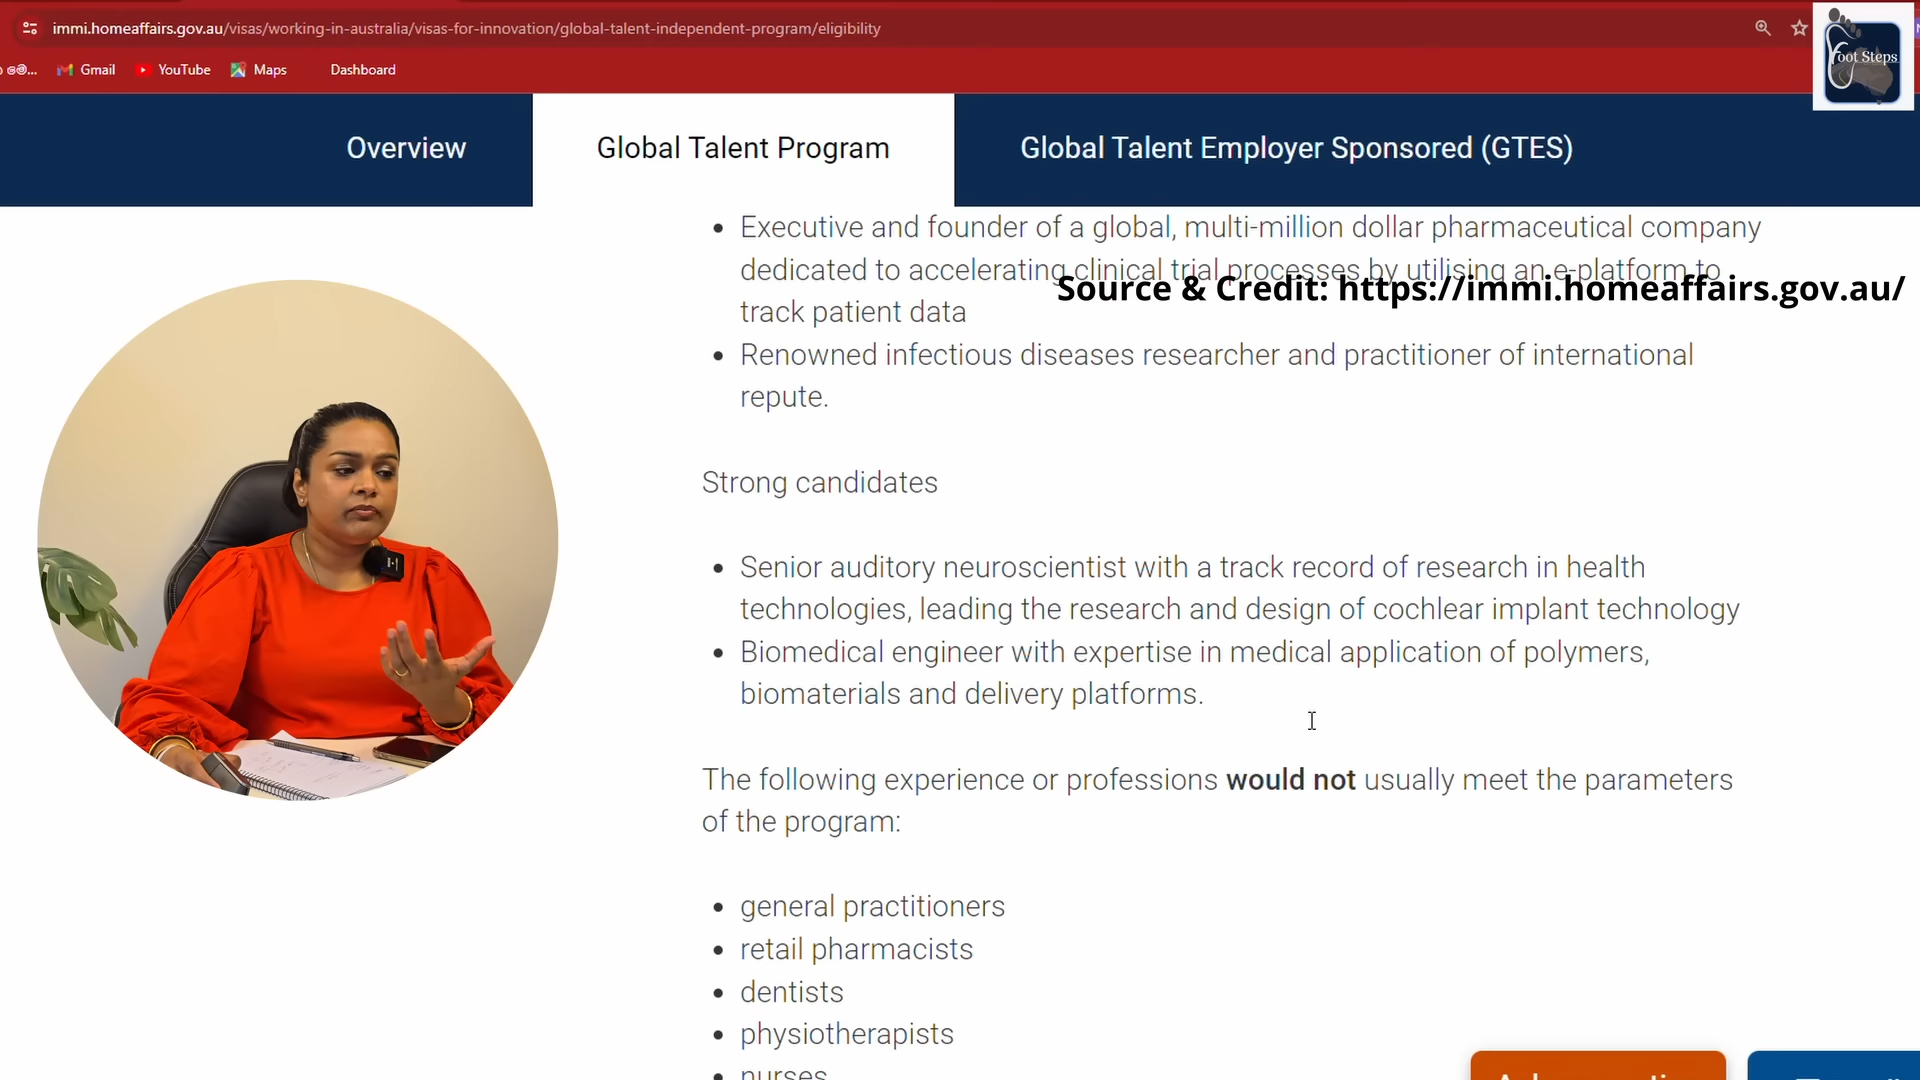 immi.homeaffairs.gov.au/visas/working-in-australia/visas-for-innovation/global-talent-independent-program/eligibility
Gmail YouTube Maps Dashboard
Foot Steps
Overview Global Talent Program Global Talent Employer Sponsored (GTES)
Executive and founder of a global, multi-million dollar pharmaceutical company
dedicated to accelerating clinical trial processes by utilising an e-platform to
track patient data
Source & Credit: https://immi.homeaffairs.gov.au/
Renowned infectious diseases researcher and practitioner of international
repute.
Strong candidates
Senior auditory neuroscientist with a track record of research in health
technologies, leading the research and design of cochlear implant technology
Biomedical engineer with expertise in medical application of polymers,
biomaterials and delivery platforms.
The following experience or professions would not usually meet the parameters
of the program:
general practitioners
retail pharmacists
dentists
physiotherapists
nurses